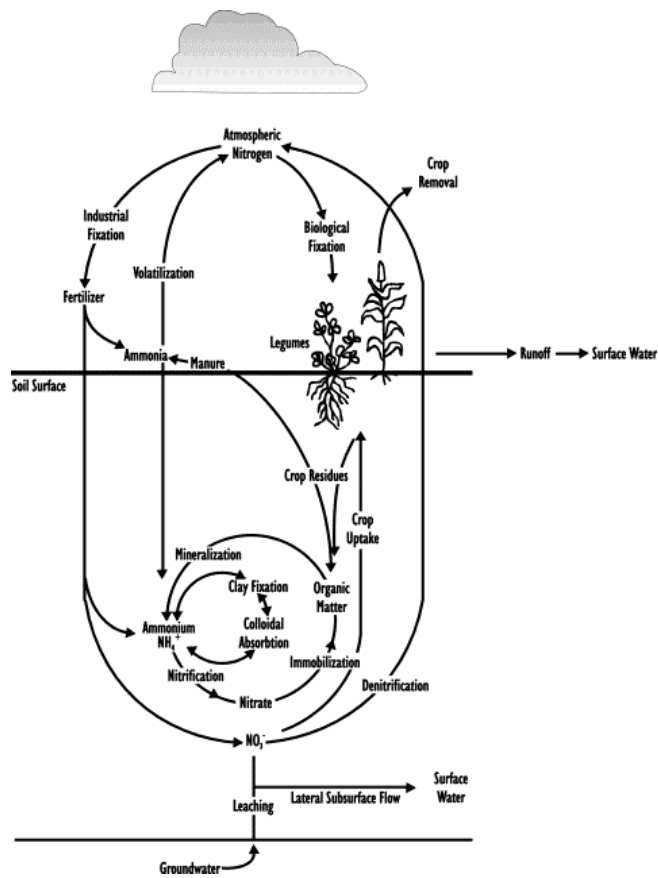 Atmospheric
Nitrogen
Crop
Removal
Industrial
Fixation
Biological
Fixation
Volatilization
Fertilizer
Legumes
Ammonia
Manure
Runoff
Surface Water
Soil Surface
Crop Residues
Crop
Uptake
Mineralization
Clay Fixation
Organic
Matter
Ammonium
NH₄⁺
Colloidal
Absorbtion
Immobilization
Nitrification
Denitrification
Nitrate
NO₃⁻
Surface
Water
Lateral Subsurface Flow
Leaching
Groundwater